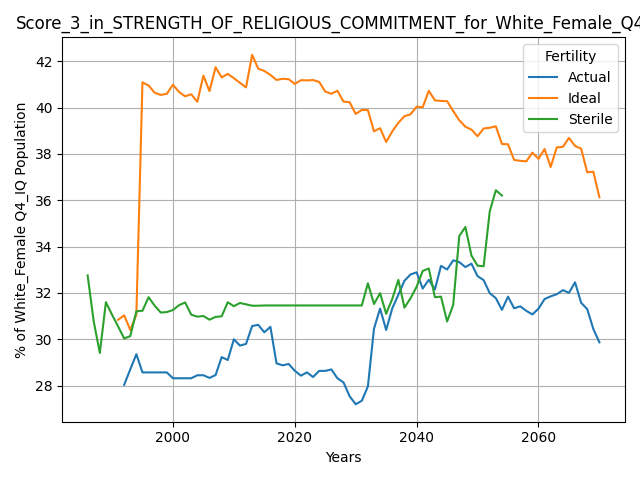 Score_3_in_STRENGTH_OF_RELIGIOUS_COMMITMENT_for_White_Female_Q4
Fertility
Actual
Ideal
Sterile
% of White_Female Q4_IQ Population
42
40
38
36
34
32
30
28
2000 2020 2040 2060
Years